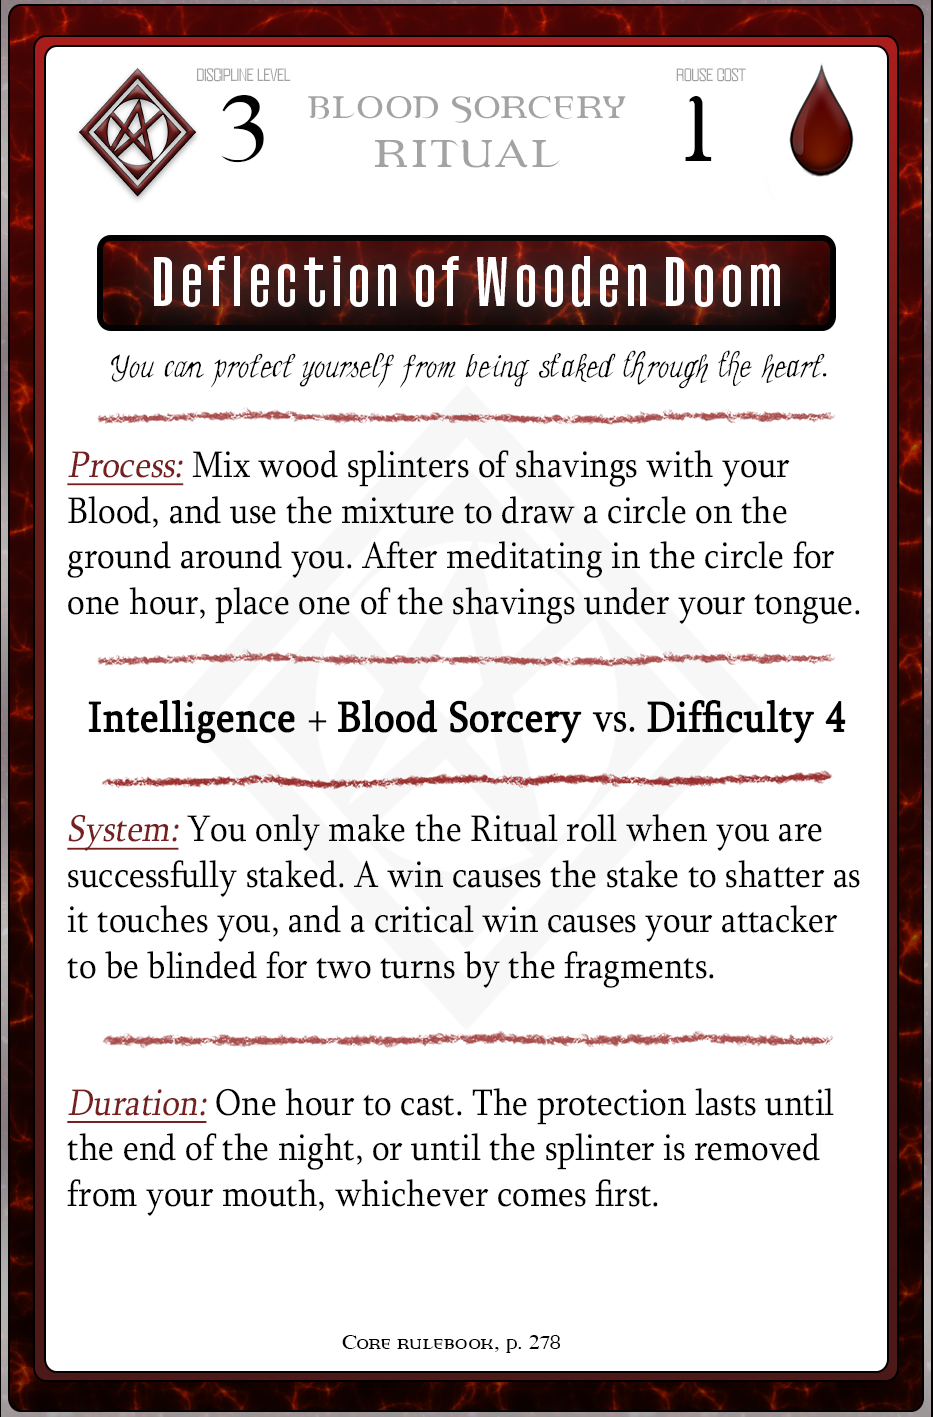 DISCIPLINE LEVEL
3
BLOOD SORCERY
RITUAL
ROUSE COST
1
Deflection of Wooden Doom
You can protect yourself from being staked through the heart.
Process: Mix wood splinters of shavings with your
Blood, and use the mixture to draw a circle on the
ground around you. After meditating in the circle for
one hour, place one of the shavings under your tongue.
Intelligence + Blood Sorcery vs. Difficulty 4
System: You only make the Ritual roll when you are
successfully staked. A win causes the stake to shatter as
it touches you, and a critical win causes your attacker
to be blinded for two turns by the fragments.
Duration: One hour to cast. The protection lasts until
the end of the night, or until the splinter is removed
from your mouth, whichever comes first.
Core rulebook, p. 278